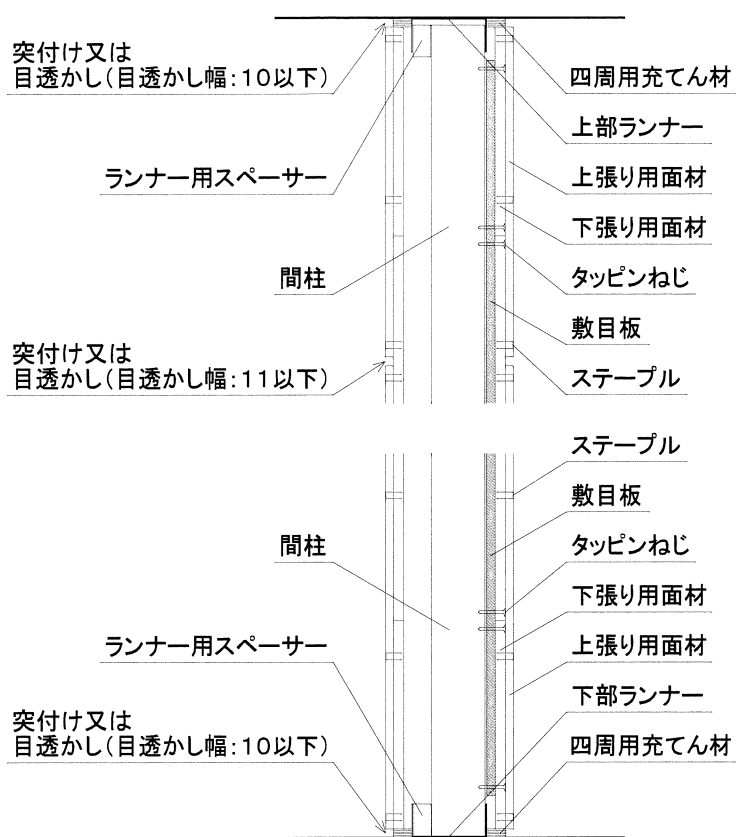 突付け又は
目透かし(目透かし幅:10以下)
ランナー用スペーサー
間柱
突付け又は
目透かし(目透かし幅:11以下)
四周用充てん材
上部ランナー
上張り用面材
下張り用面材
タッピンねじ
敷目板
ステープル
間柱
ランナー用スペーサー
突付け又は
目透かし(目透かし幅:10以下)
ステープル
敷目板
タッピンねじ
下張り用面材
上張り用面材
下部ランナー
四周用充てん材